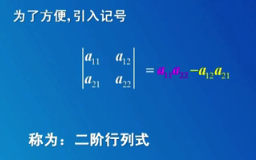 为了方便,引入记号
| a₁₁ a₁₂ |
| a₂₁ a₂₂ | = a₁₁a₂₂-a₁₂a₂₁
称为：二阶行列式